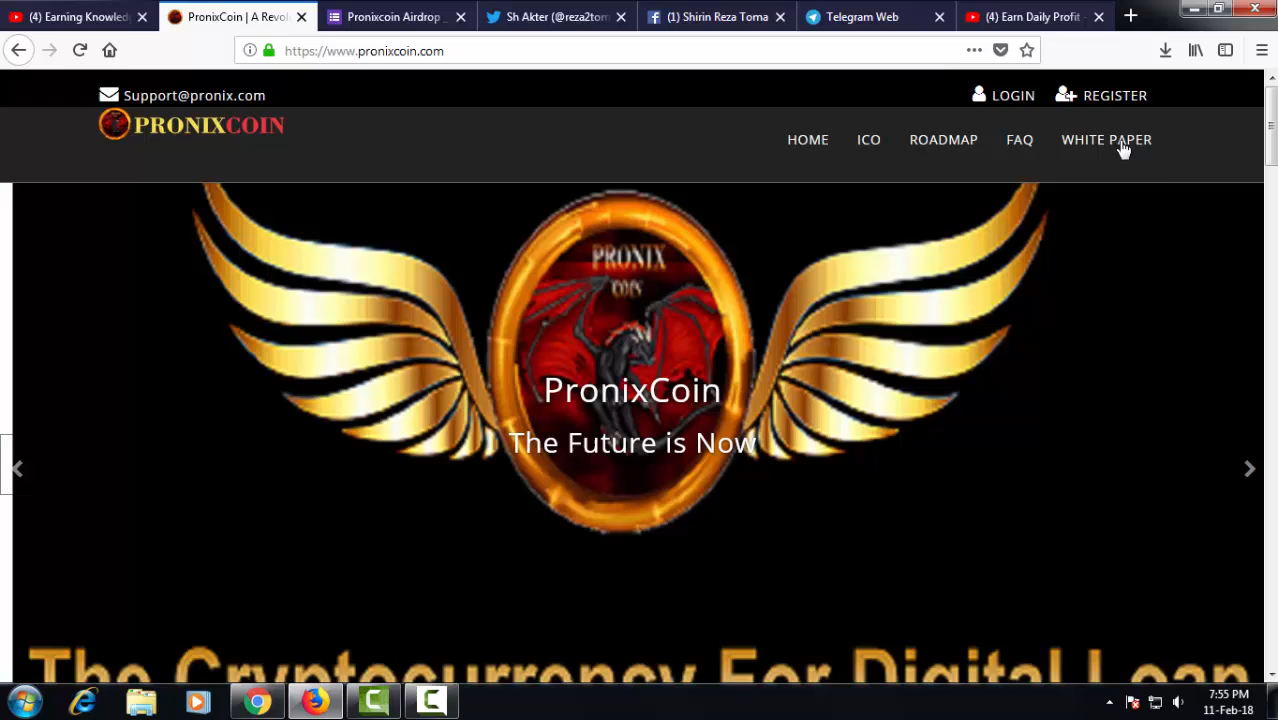 (4) Earning Knowled
PronixCoin | A Revol
Pronixcoin Airdrop
Sh Akter (@reza2tom
(1) Shirin Reza Toma
Telegram Web
(4) Earn Daily Profit -
https://www.pronixcoin.com
Support@pronix.com
LOGIN
REGISTER
PRONIXCOIN
HOME
ICO
ROADMAP
FAQ
WHITE PAPER
PRONIX
COIN
PronixCoin
The Future is Now
The Cryptocurrency For Digital Loan
7:55 PM
11-Feb-18